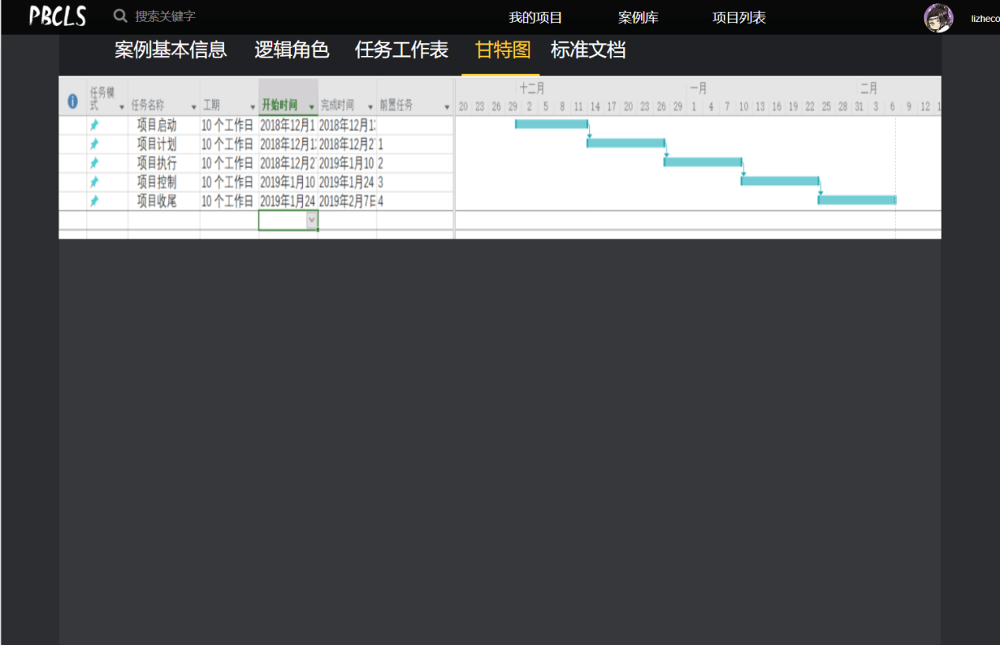 PBCLS 搜索关键字 我的项目 案例库 项目列表 lizheco
案例基本信息 逻辑角色 任务工作表 甘特图 标准文档
任务模式 任务名称 工期 开始时间 完成时间 前置任务
十二月 一月 二月
20 23 26 29 2 5 8 11 14 17 20 23 26 29 1 4 7 10 13 16 19 22 25 28 31 3 6 9 12 1
项目启动 10 个工作日 2018年12月1 2018年12月1
项目计划 10 个工作日 2018年12月1 2018年12月2 1
项目执行 10 个工作日 2018年12月2 2019年1月10 2
项目控制 10 个工作日 2019年1月10 2019年1月24 3
项目收尾 10 个工作日 2019年1月24 2019年2月7日 4